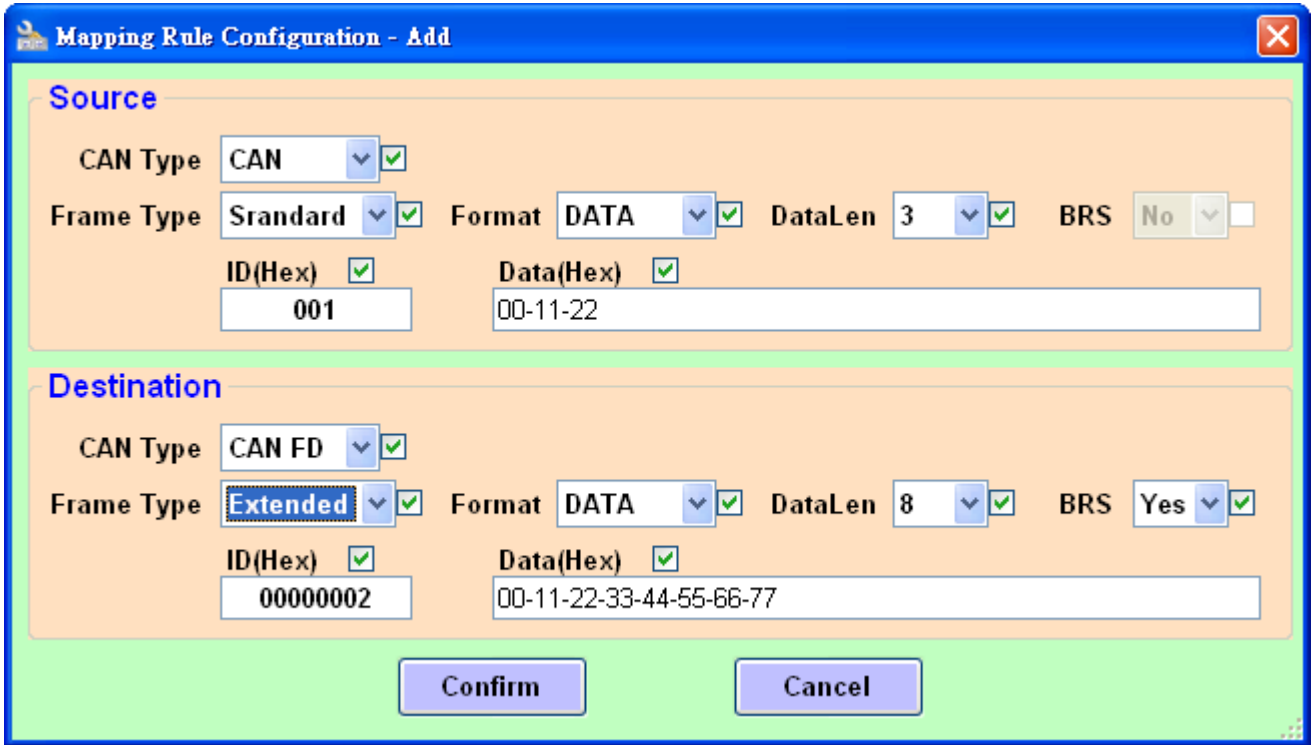 Mapping Rule Configuration - Add
Source
CAN Type CAN
Frame Type Srandard Format DATA DataLen 3 BRS No
ID(Hex) Data(Hex)
001 00-11-22
Destination
CAN Type CAN FD
Frame Type Extended Format DATA DataLen 8 BRS Yes
ID(Hex) Data(Hex)
00000002 00-11-22-33-44-55-66-77
Confirm Cancel